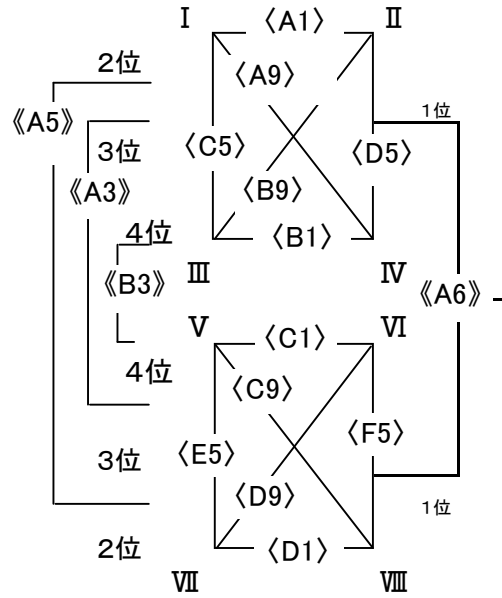 Ⅰ 〈A1〉 Ⅱ
2位 〈A9〉
《A5》 1位
3位 〈C5〉 〈D5〉
《A3》 〈B9〉
4位 〈B1〉
《B3》 Ⅲ Ⅳ 《A6》
Ⅴ 〈C1〉 Ⅵ
4位 〈C9〉
〈F5〉
3位 〈E5〉
〈D9〉 1位
2位 〈D1〉
Ⅶ Ⅷ